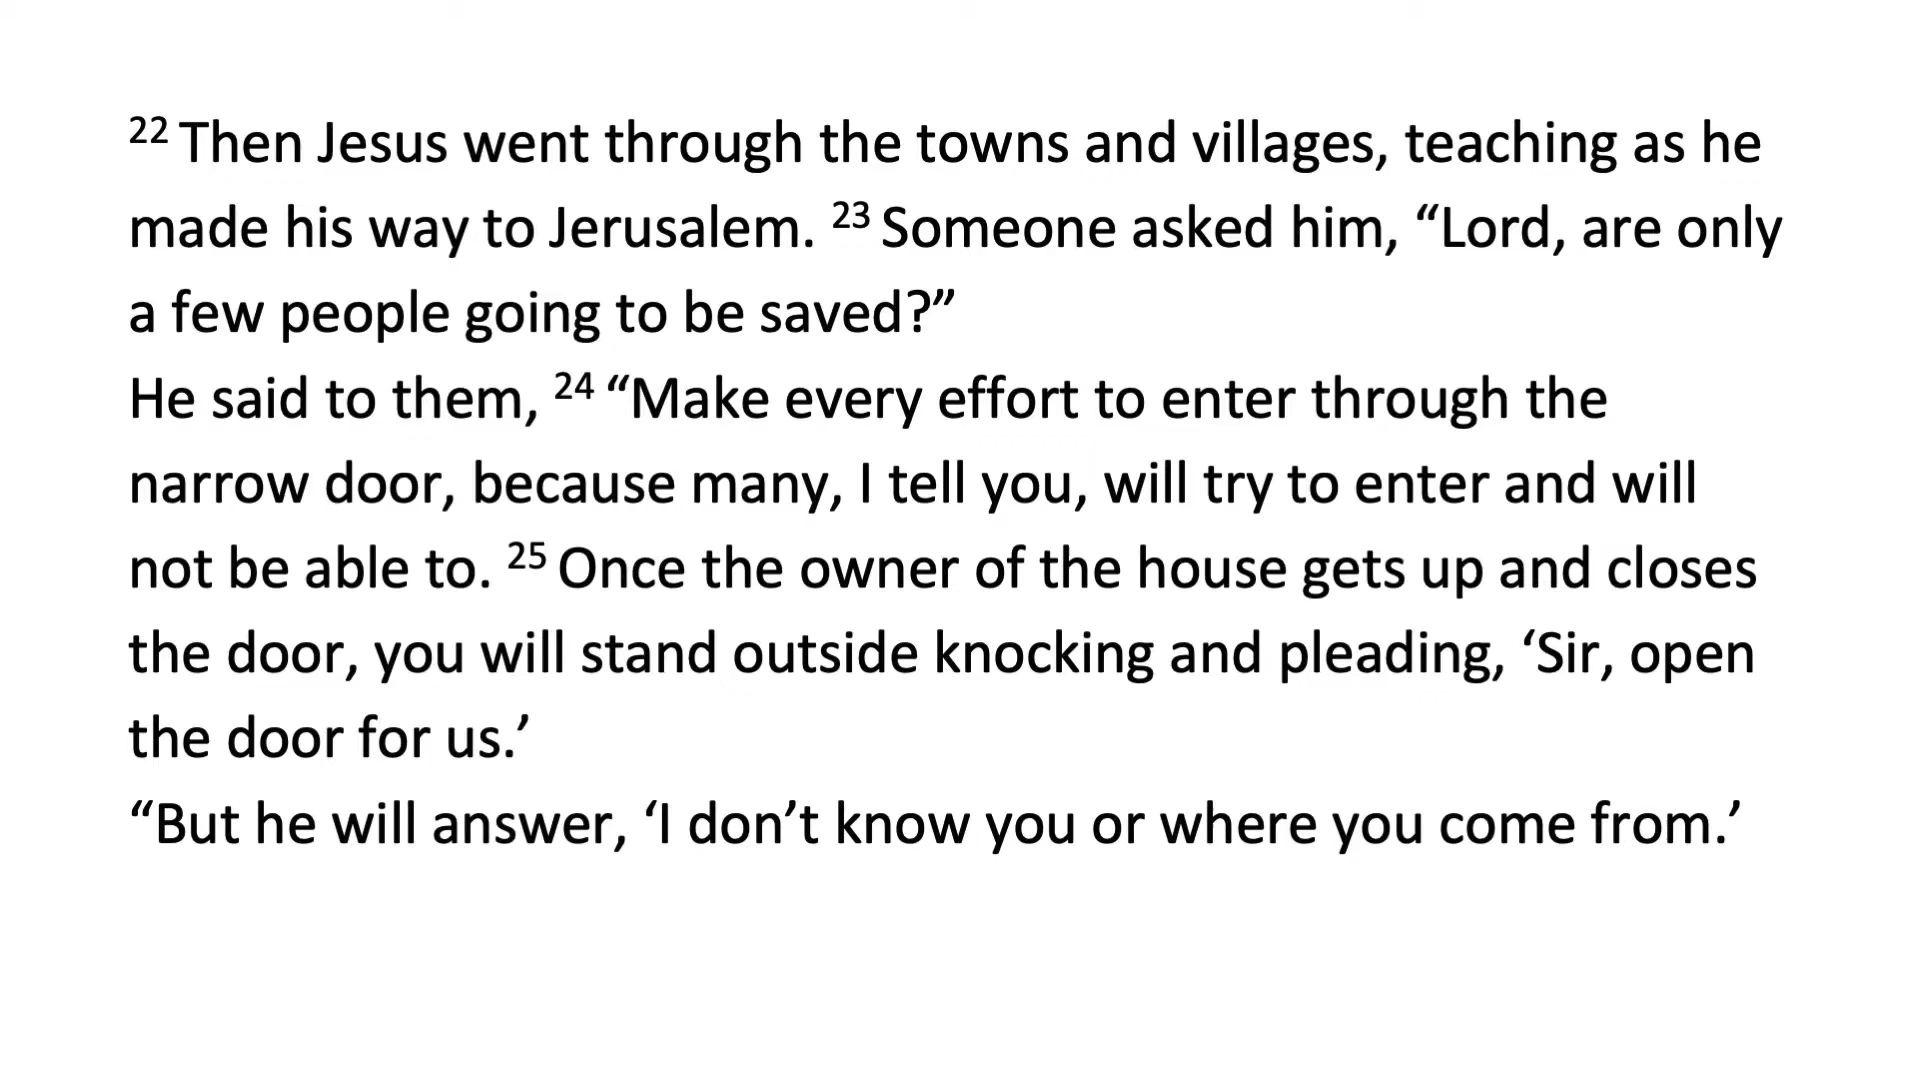 22 Then Jesus went through the towns and villages, teaching as he
made his way to Jerusalem. 23 Someone asked him, “Lord, are only
a few people going to be saved?”
He said to them, 24 “Make every effort to enter through the
narrow door, because many, I tell you, will try to enter and will
not be able to. 25 Once the owner of the house gets up and closes
the door, you will stand outside knocking and pleading, ‘Sir, open
the door for us.’
“But he will answer, ‘I don’t know you or where you come from.’